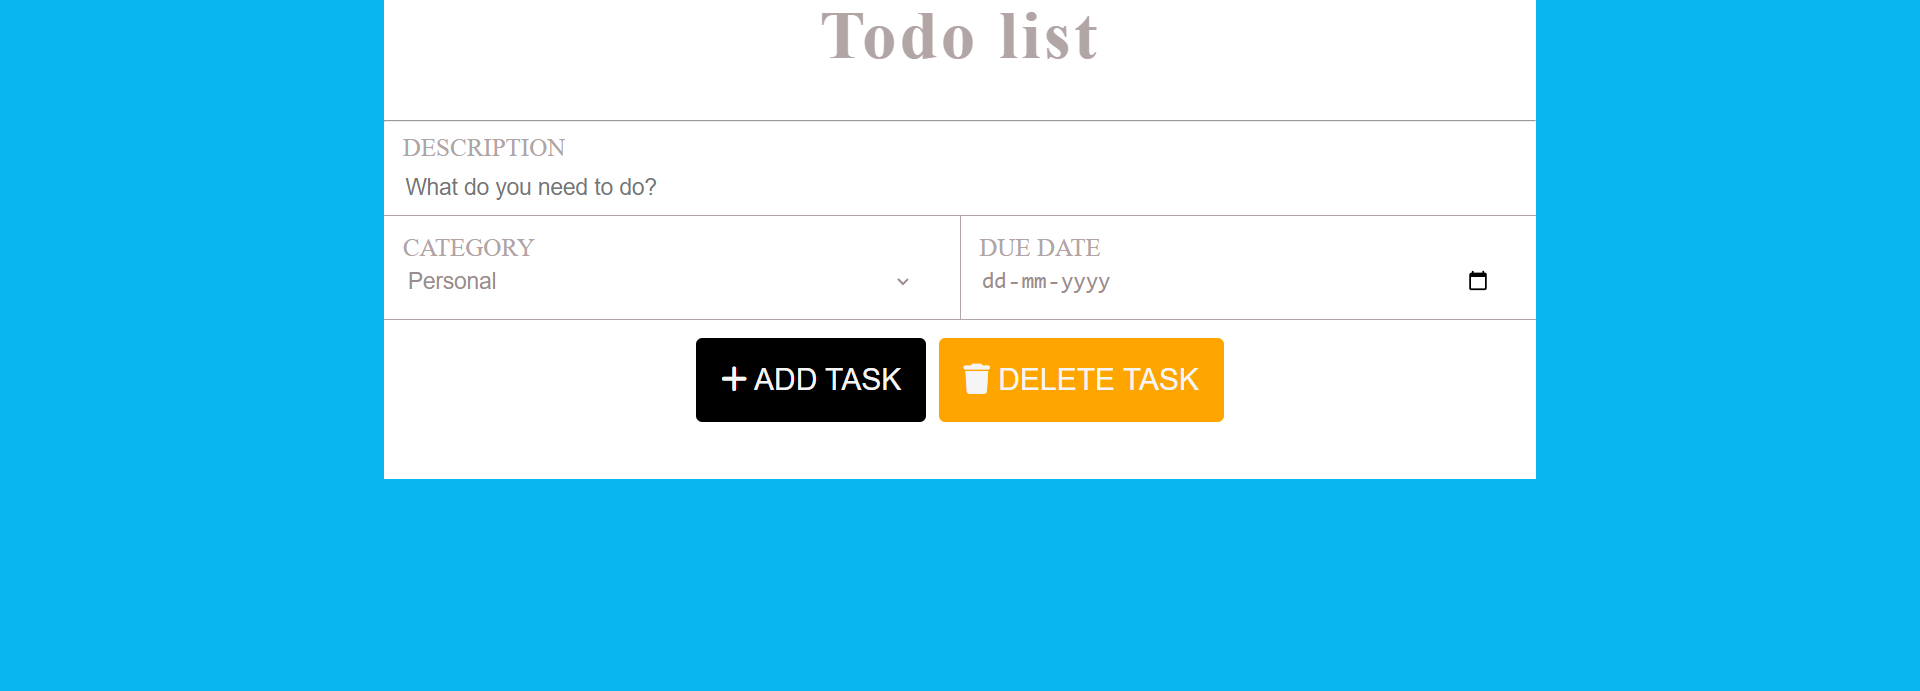 Todo list
DESCRIPTION
What do you need to do?
CATEGORY
Personal
DUE DATE
dd-mm-yyyy
ADD TASK
DELETE TASK